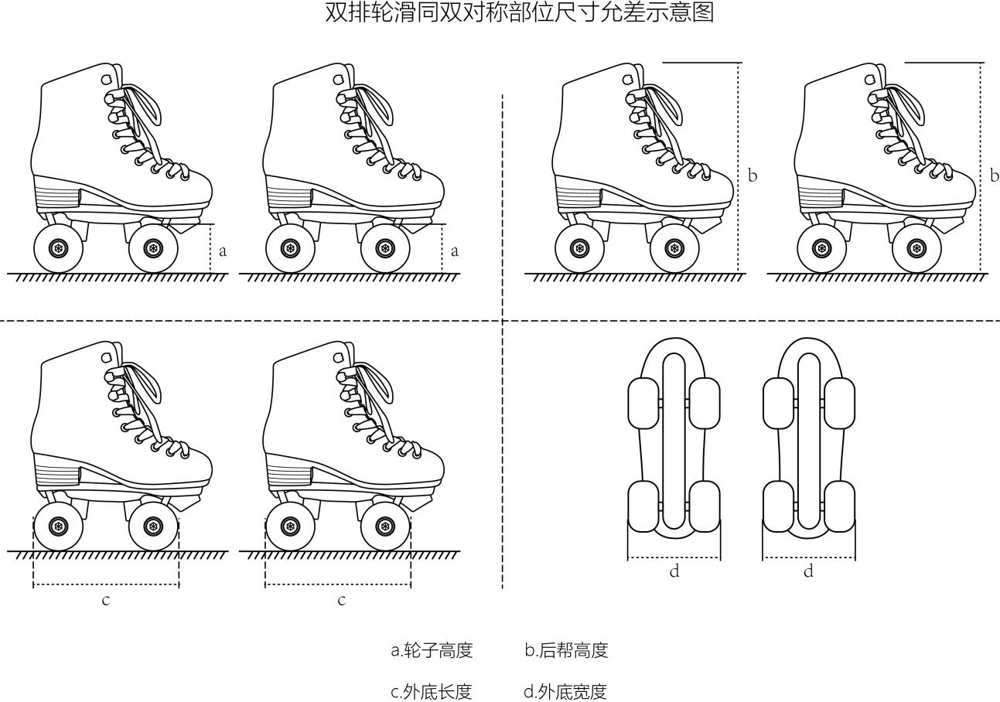 双排轮滑同双对称部位尺寸允差示意图
a a
b b
c c
d d
a.轮子高度 b.后帮高度
c.外底长度 d.外底宽度